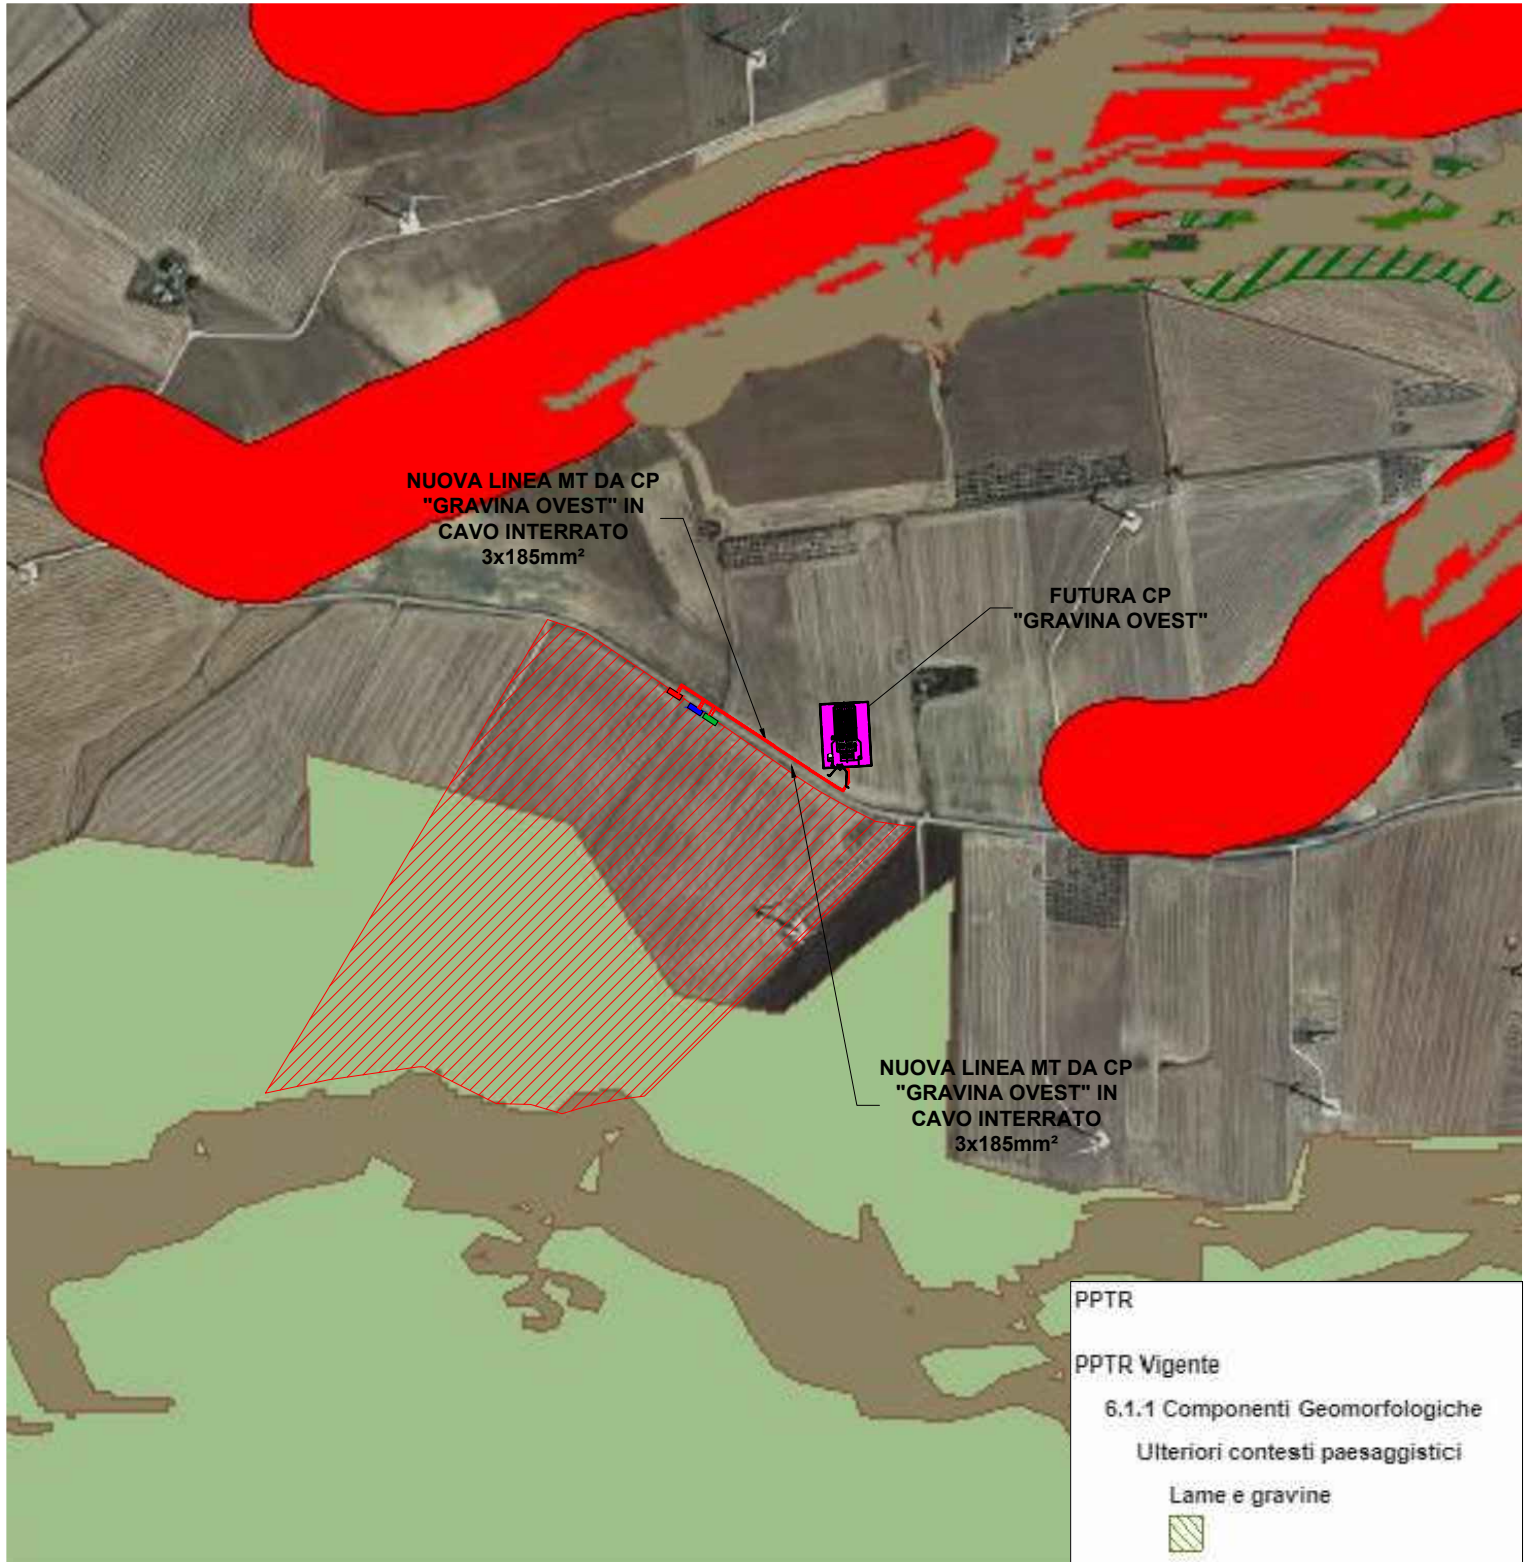 NUOVA LINEA MT DA CP
"GRAVINA OVEST" IN
CAVO INTERRATO
3x185mm²
FUTURA CP
"GRAVINA OVEST"
NUOVA LINEA MT DA CP
"GRAVINA OVEST" IN
CAVO INTERRATO
3x185mm²
PPTR
PPTR Vigente
6.1.1 Componenti Geomorfologiche
Ulteriori contesti paesaggistici
Lame e gravine